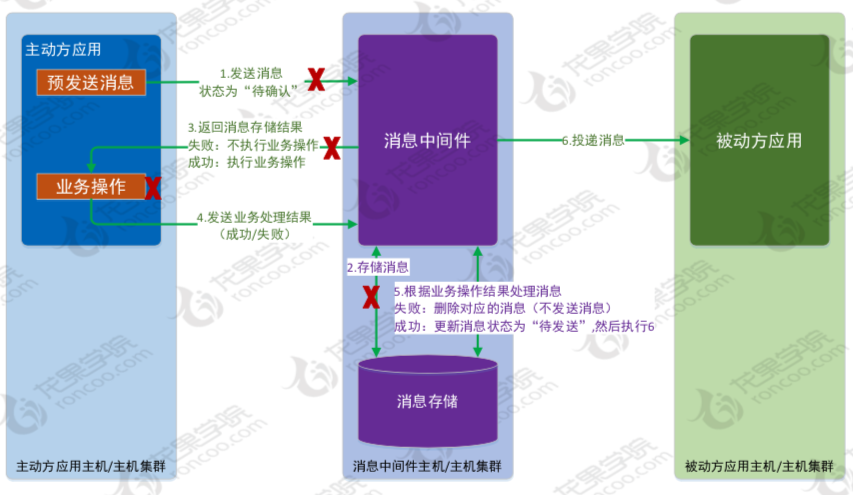 主动方应用
预发送消息
1.发送消息
状态为“待确认”
3.返回消息存储结果
失败：不执行业务操作
成功：执行业务操作
业务操作
4.发送业务处理结果
（成功/失败）
消息中间件
6.投递消息
被动方应用
2.存储消息
5.根据业务操作结果处理消息
失败：删除对应的消息（不发送消息）
成功：更新消息状态为“待发送”,然后执行6
消息存储
主动方应用主机/主机集群
消息中间件主机/主机集群
被动方应用主机/主机集群
龙果学院
roncoo.com